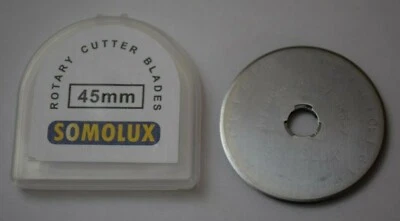 ROTARY CUTTER BLADES
45mm
SOMOLUX